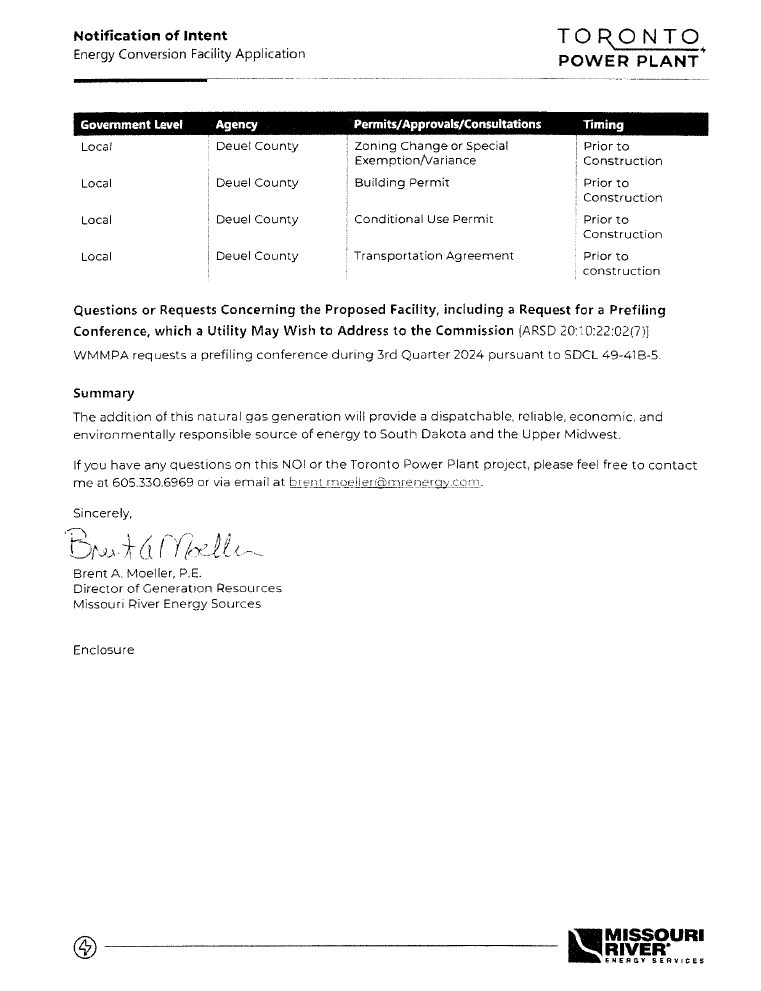 Notification of Intent
Energy Conversion Facility Application
TORONTO
POWER PLANT
Government Level Agency Permits/Approvals/Consultations Timing
Local Deuel County Zoning Change or Special Prior to
Exemption/Variance Construction
Local Deuel County Building Permit Prior to
Construction
Local Deuel County Conditional Use Permit Prior to
Construction
Local Deuel County Transportation Agreement Prior to
construction
Questions or Requests Concerning the Proposed Facility, including a Request for a Prefiling
Conference, which a Utility May Wish to Address to the Commission [ARSD 20:10:22:02(7)]
WMMPA requests a prefiling conference during 3rd Quarter 2024 pursuant to SDCL 49-41B-5.
Summary
The addition of this natural gas generation will provide a dispatchable, reliable, economic, and
environmentally responsible source of energy to South Dakota and the Upper Midwest.
If you have any questions on this NOI or the Toronto Power Plant project, please feel free to contact
me at 605.330.6969 or via email at brent.moeller@mrenergy.com.
Sincerely,
Brent A Moeller
Brent A. Moeller, P.E.
Director of Generation Resources
Missouri River Energy Sources
Enclosure
MISSOURI
RIVER
ENERGY SERVICES